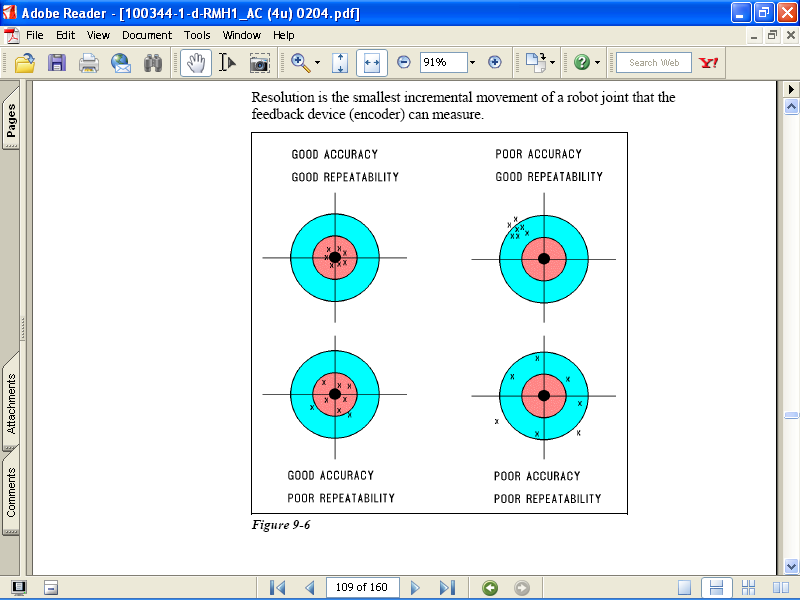 Adobe Reader - [100344-1-d-RMH1_AC (4u) 0204.pdf]
File Edit View Document Tools Window Help
91%
Search Web
Y!
Pages
Resolution is the smallest incremental movement of a robot joint that the
feedback device (encoder) can measure.
GOOD ACCURACY
GOOD REPEATABILITY
POOR ACCURACY
GOOD REPEATABILITY
GOOD ACCURACY
POOR REPEATABILITY
POOR ACCURACY
POOR REPEATABILITY
Figure 9-6
Attachments
Comments
109 of 160